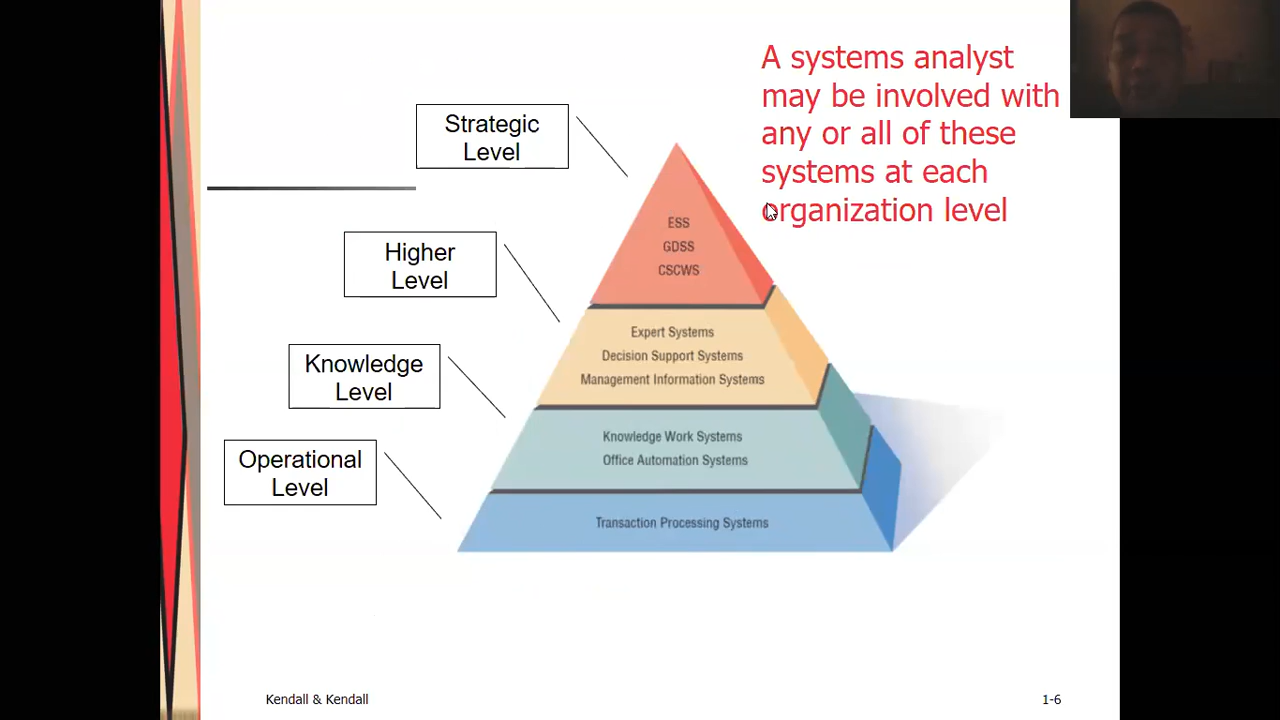 A systems analyst
may be involved with
any or all of these
systems at each
organization level
Strategic
Level
Higher
Level
Knowledge
Level
Operational
Level
ESS
GDSS
CSCWS
Expert Systems
Decision Support Systems
Management Information Systems
Knowledge Work Systems
Office Automation Systems
Transaction Processing Systems
Kendall & Kendall
1-6